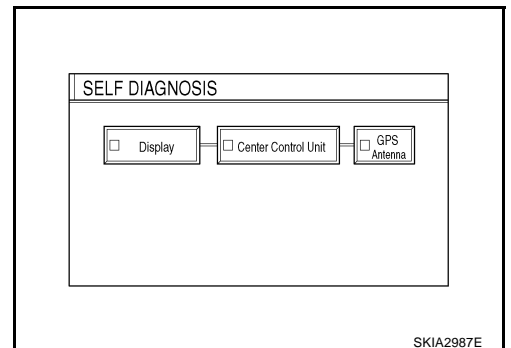 SELF DIAGNOSIS
Display
Center Control Unit
GPS
Antenna
SKIA2987E